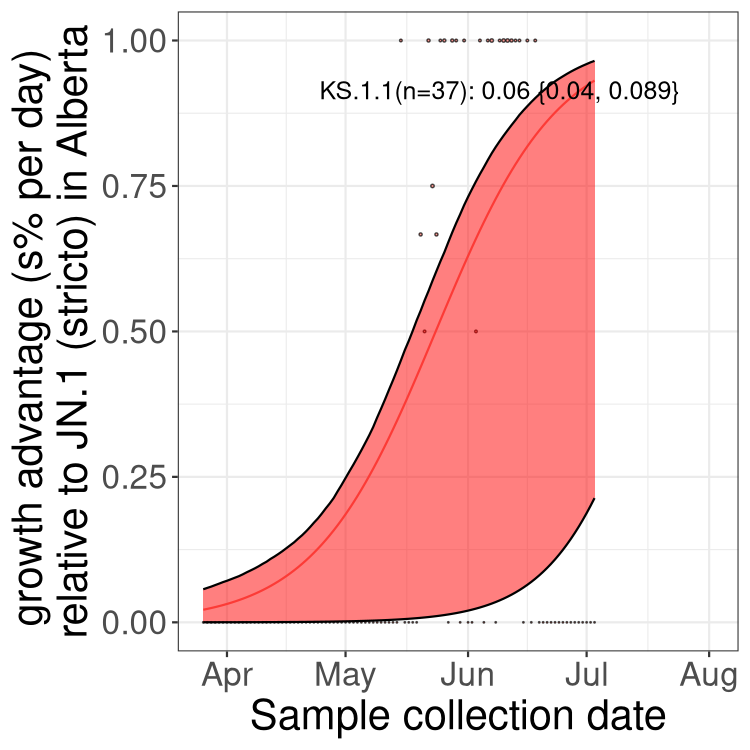 growth advantage (s% per day)
relative to JN.1 (stricto) in Alberta
1.00
0.75
0.50
0.25
0.00
KS.1.1(n=37): 0.06 {0.04, 0.089}
Apr May Jun Jul Aug
Sample collection date